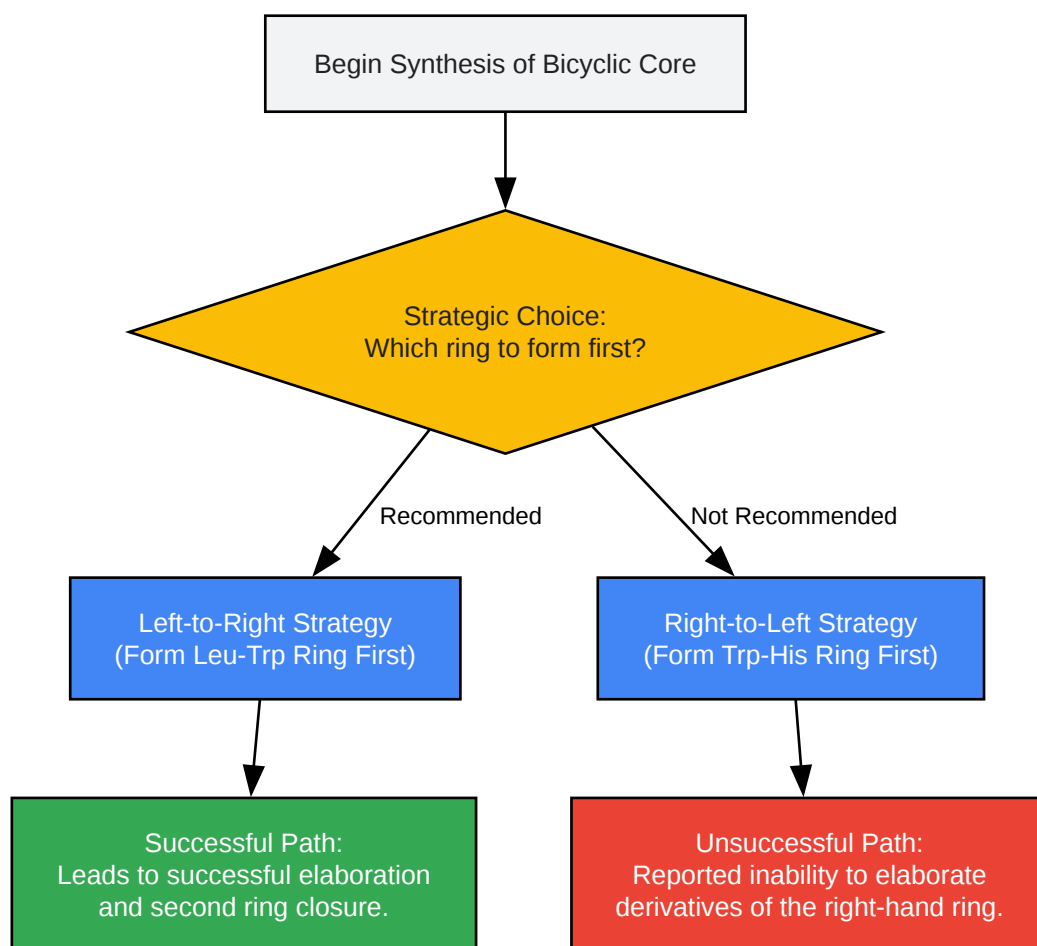 Begin Synthesis of Bicyclic Core
Strategic Choice:
Which ring to form first?
Recommended
Not Recommended
Left-to-Right Strategy
(Form Leu-Trp Ring First)
Right-to-Left Strategy
(Form Trp-His Ring First)
Successful Path:
Leads to successful elaboration
and second ring closure.
Unsuccessful Path:
Reported inability to elaborate
derivatives of the right-hand ring.